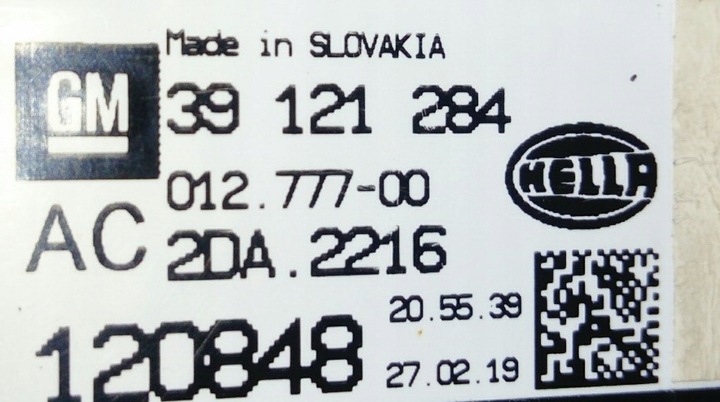 Made in SLOVAKIA
GM
39 121 284
012.777-00
HELLA
AC
2DA.2216
20.55.39
120848
27.02.19